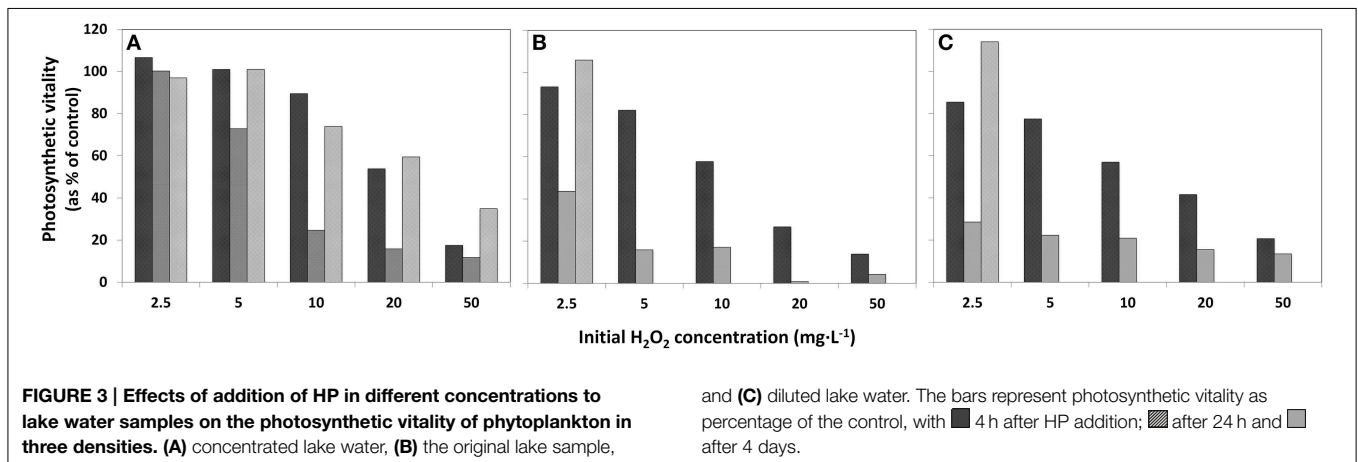 A
B
C
Photosynthetic vitality
(as % of control)
120
100
80
60
40
20
0
2.5 5 10 20 50
2.5 5 10 20 50
2.5 5 10 20 50
Initial H₂O₂ concentration (mg·L⁻¹)
FIGURE 3 | Effects of addition of HP in different concentrations to
lake water samples on the photosynthetic vitality of phytoplankton in
three densities. (A) concentrated lake water, (B) the original lake sample,
and (C) diluted lake water. The bars represent photosynthetic vitality as
percentage of the control, with 4 h after HP addition; after 24 h and
after 4 days.